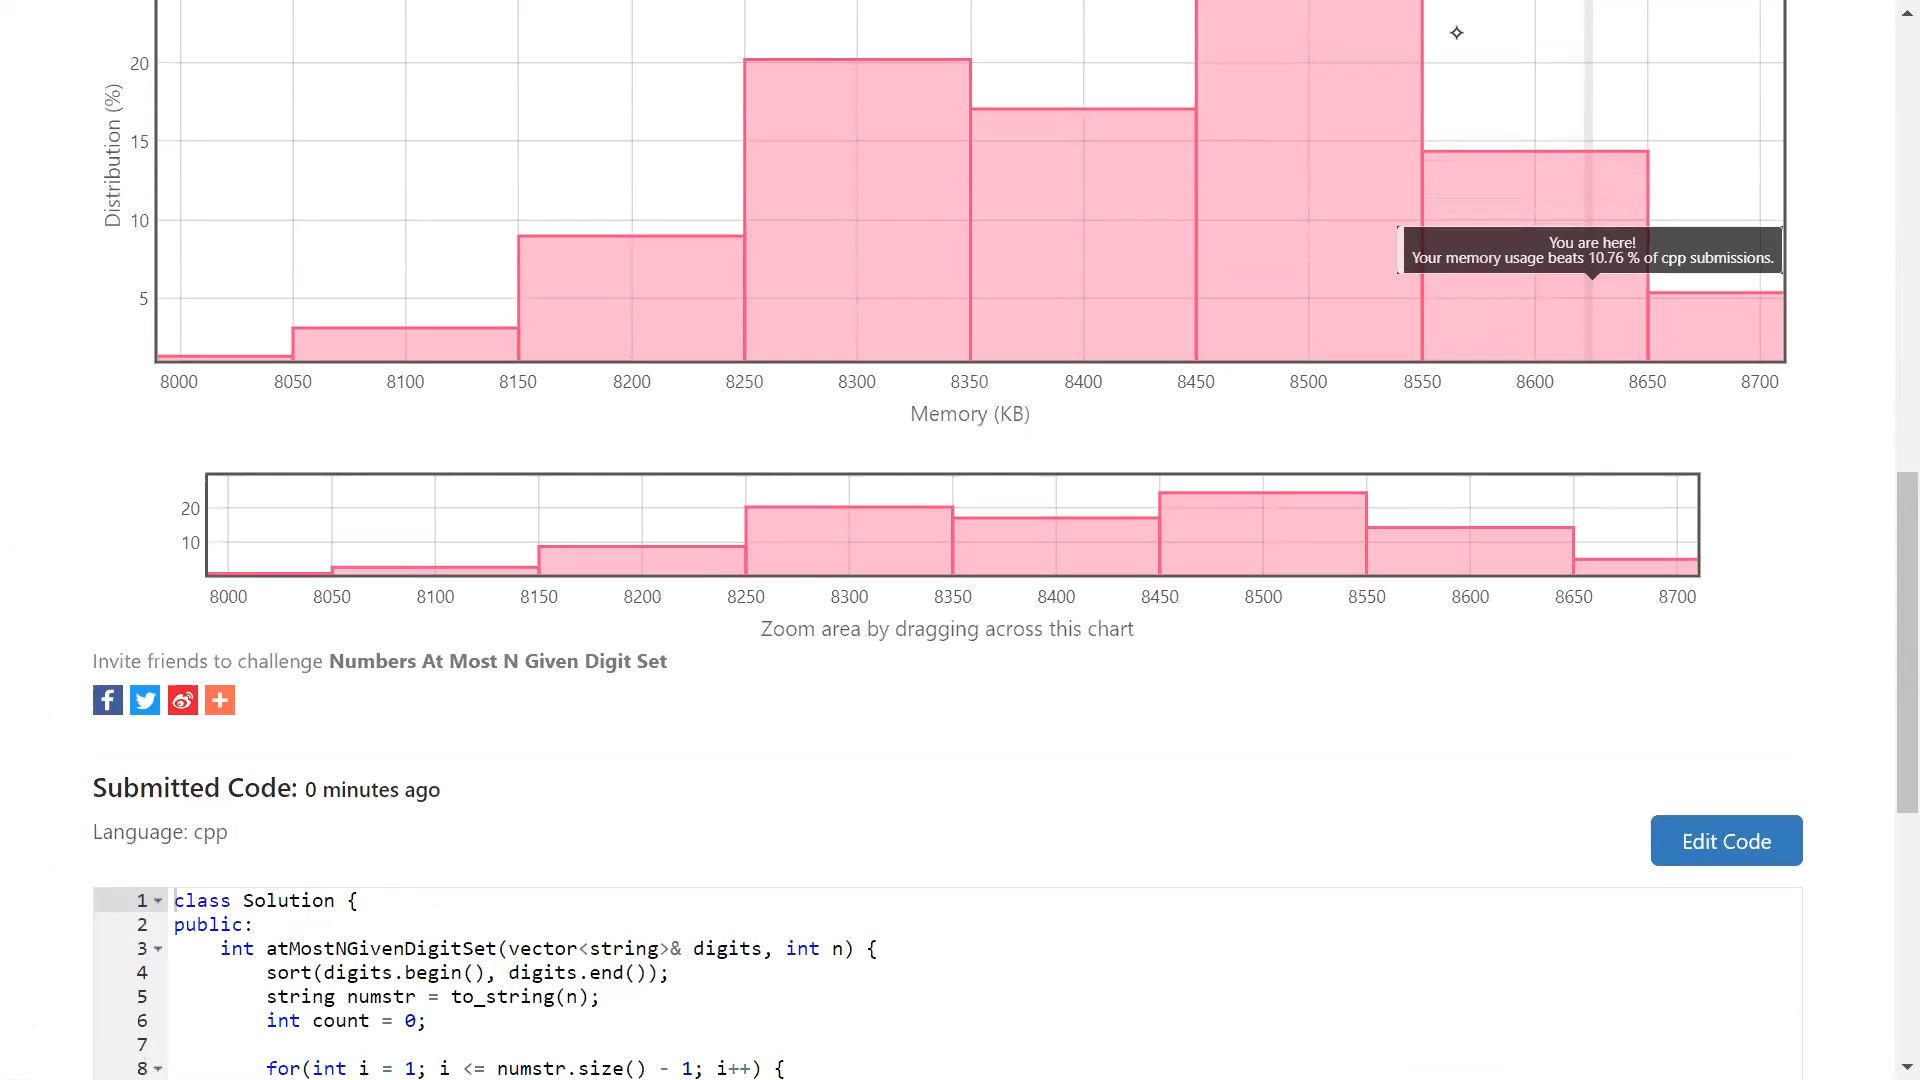 20
15
10
5
Distribution (%)
You are here!
Your memory usage beats 10.76 % of cpp submissions.
8000 8050 8100 8150 8200 8250 8300 8350 8400 8450 8500 8550 8600 8650 8700
Memory (KB)
20
10
8000 8050 8100 8150 8200 8250 8300 8350 8400 8450 8500 8550 8600 8650 8700
Zoom area by dragging across this chart
Invite friends to challenge Numbers At Most N Given Digit Set
Submitted Code: 0 minutes ago
Language: cpp
Edit Code
1 class Solution {
2 public:
3     int atMostNGivenDigitSet(vector<string>& digits, int n) {
4         sort(digits.begin(), digits.end());
5         string numstr = to_string(n);
6         int count = 0;
7
8         for(int i = 1; i <= numstr.size() - 1; i++) {